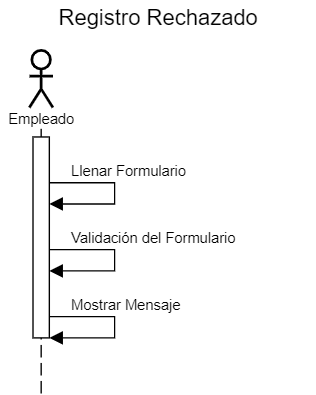 Registro Rechazado
Empleado
Llenar Formulario
Validación del Formulario
Mostrar Mensaje